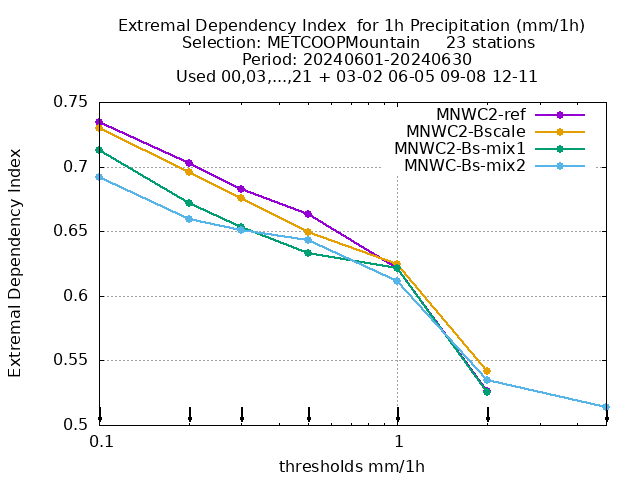 Extremal Dependency Index  for 1h Precipitation (mm/1h)
Selection: METCOOPMountain     23 stations
Period: 20240601-20240630
Used 00,03,...,21 + 03-02 06-05 09-08 12-11
MNWC2-ref
MNWC2-Bscale
MNWC2-Bs-mix1
MNWC-Bs-mix2
Extremal Dependency Index
0.75
0.7
0.65
0.6
0.55
0.5
0.1
1
thresholds mm/1h